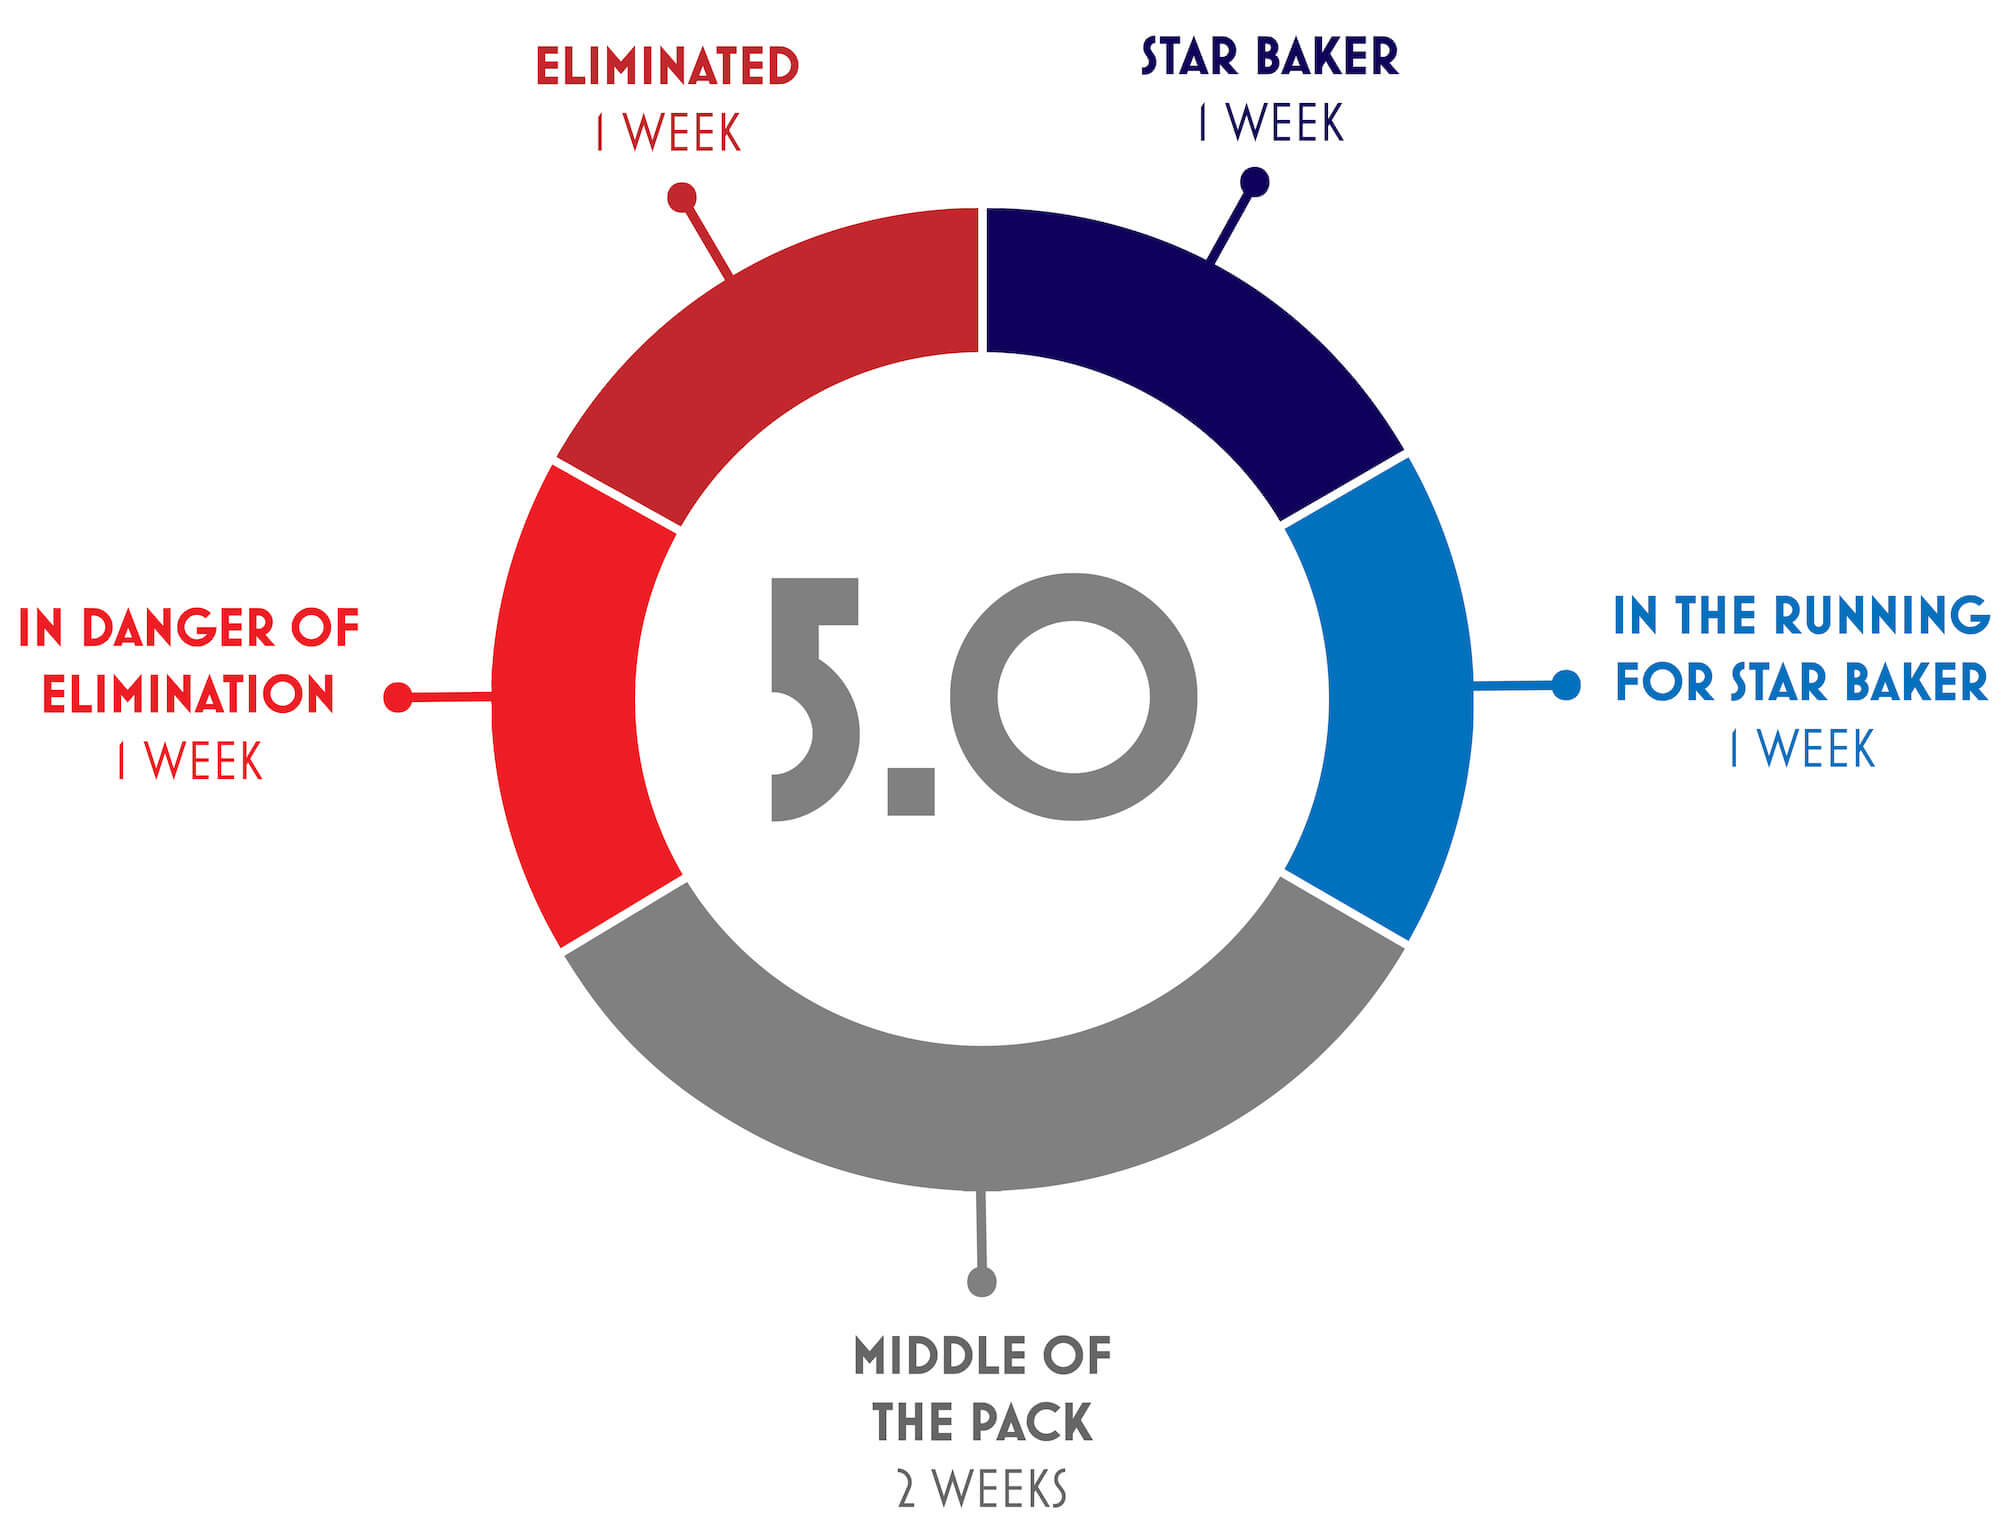 ELIMINATED
1 WEEK
STAR BAKER
1 WEEK
IN DANGER OF
ELIMINATION
1 WEEK
5.0
IN THE RUNNING
FOR STAR BAKER
1 WEEK
MIDDLE OF
THE PACK
2 WEEKS